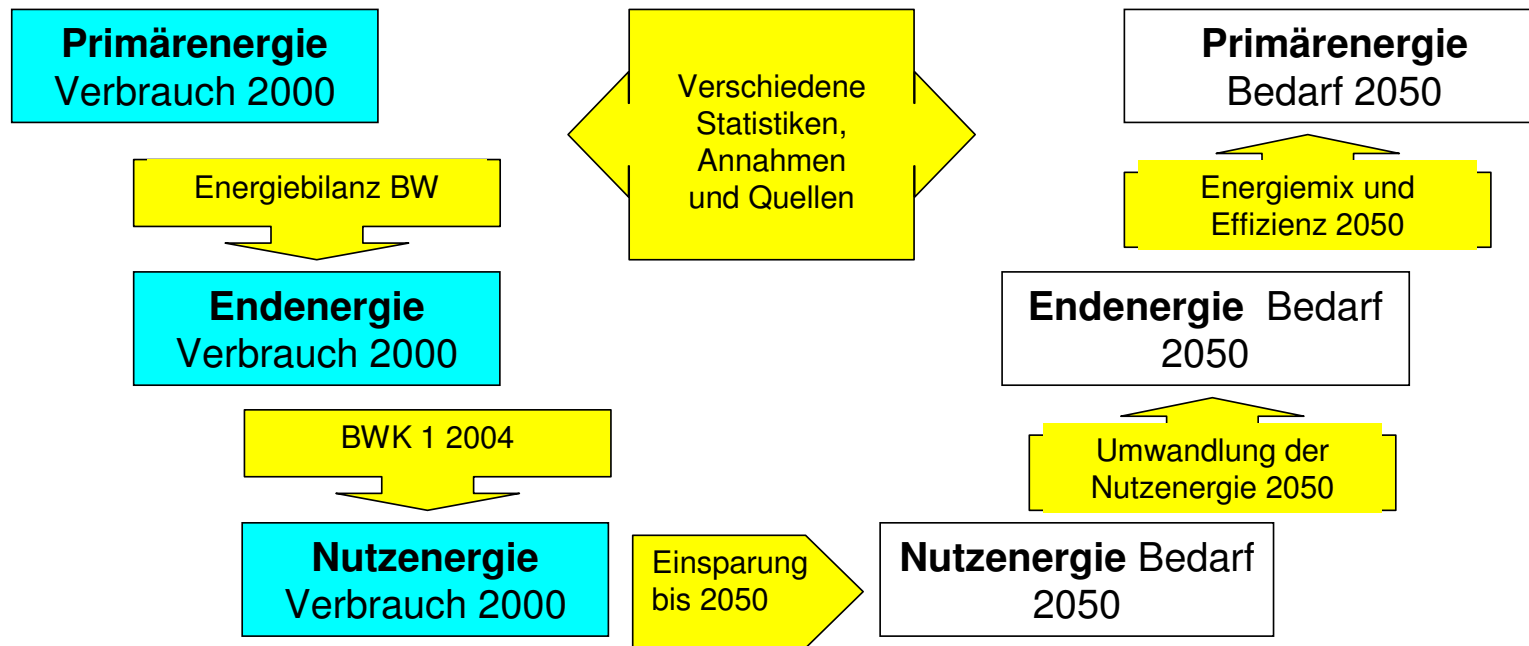 Primärenergie
Verbrauch 2000
Verschiedene
Statistiken,
Annahmen
und Quellen
Primärenergie
Bedarf 2050
Energiebilanz BW
Energiemix und
Effizienz 2050
Endenergie
Verbrauch 2000
Endenergie Bedarf
2050
BWK 1 2004
Umwandlung der
Nutzenergie 2050
Nutzenergie
Verbrauch 2000
Einsparung
bis 2050
Nutzenergie Bedarf
2050